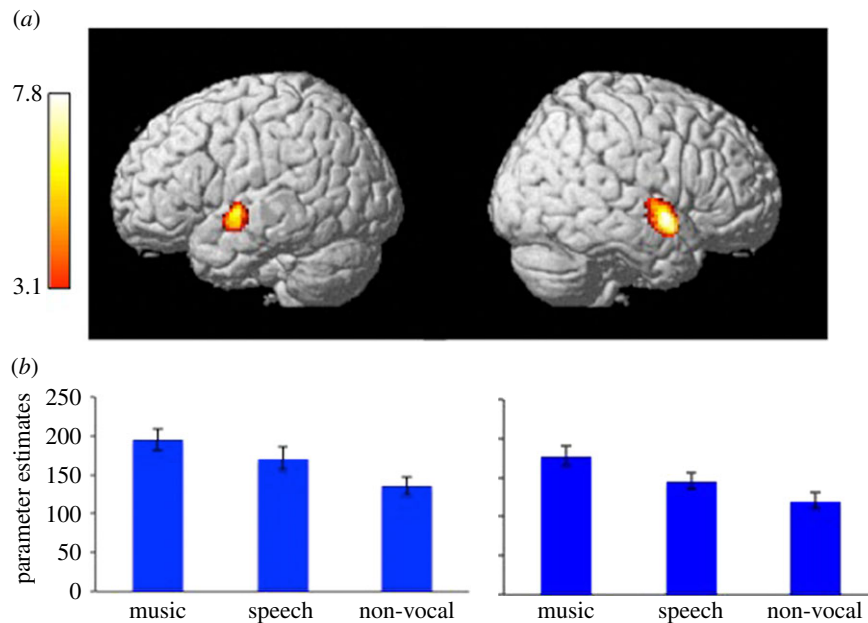 (a)
7.8
3.1
(b)
parameter estimates
250
200
150
100
50
0
music speech non-vocal
music speech non-vocal